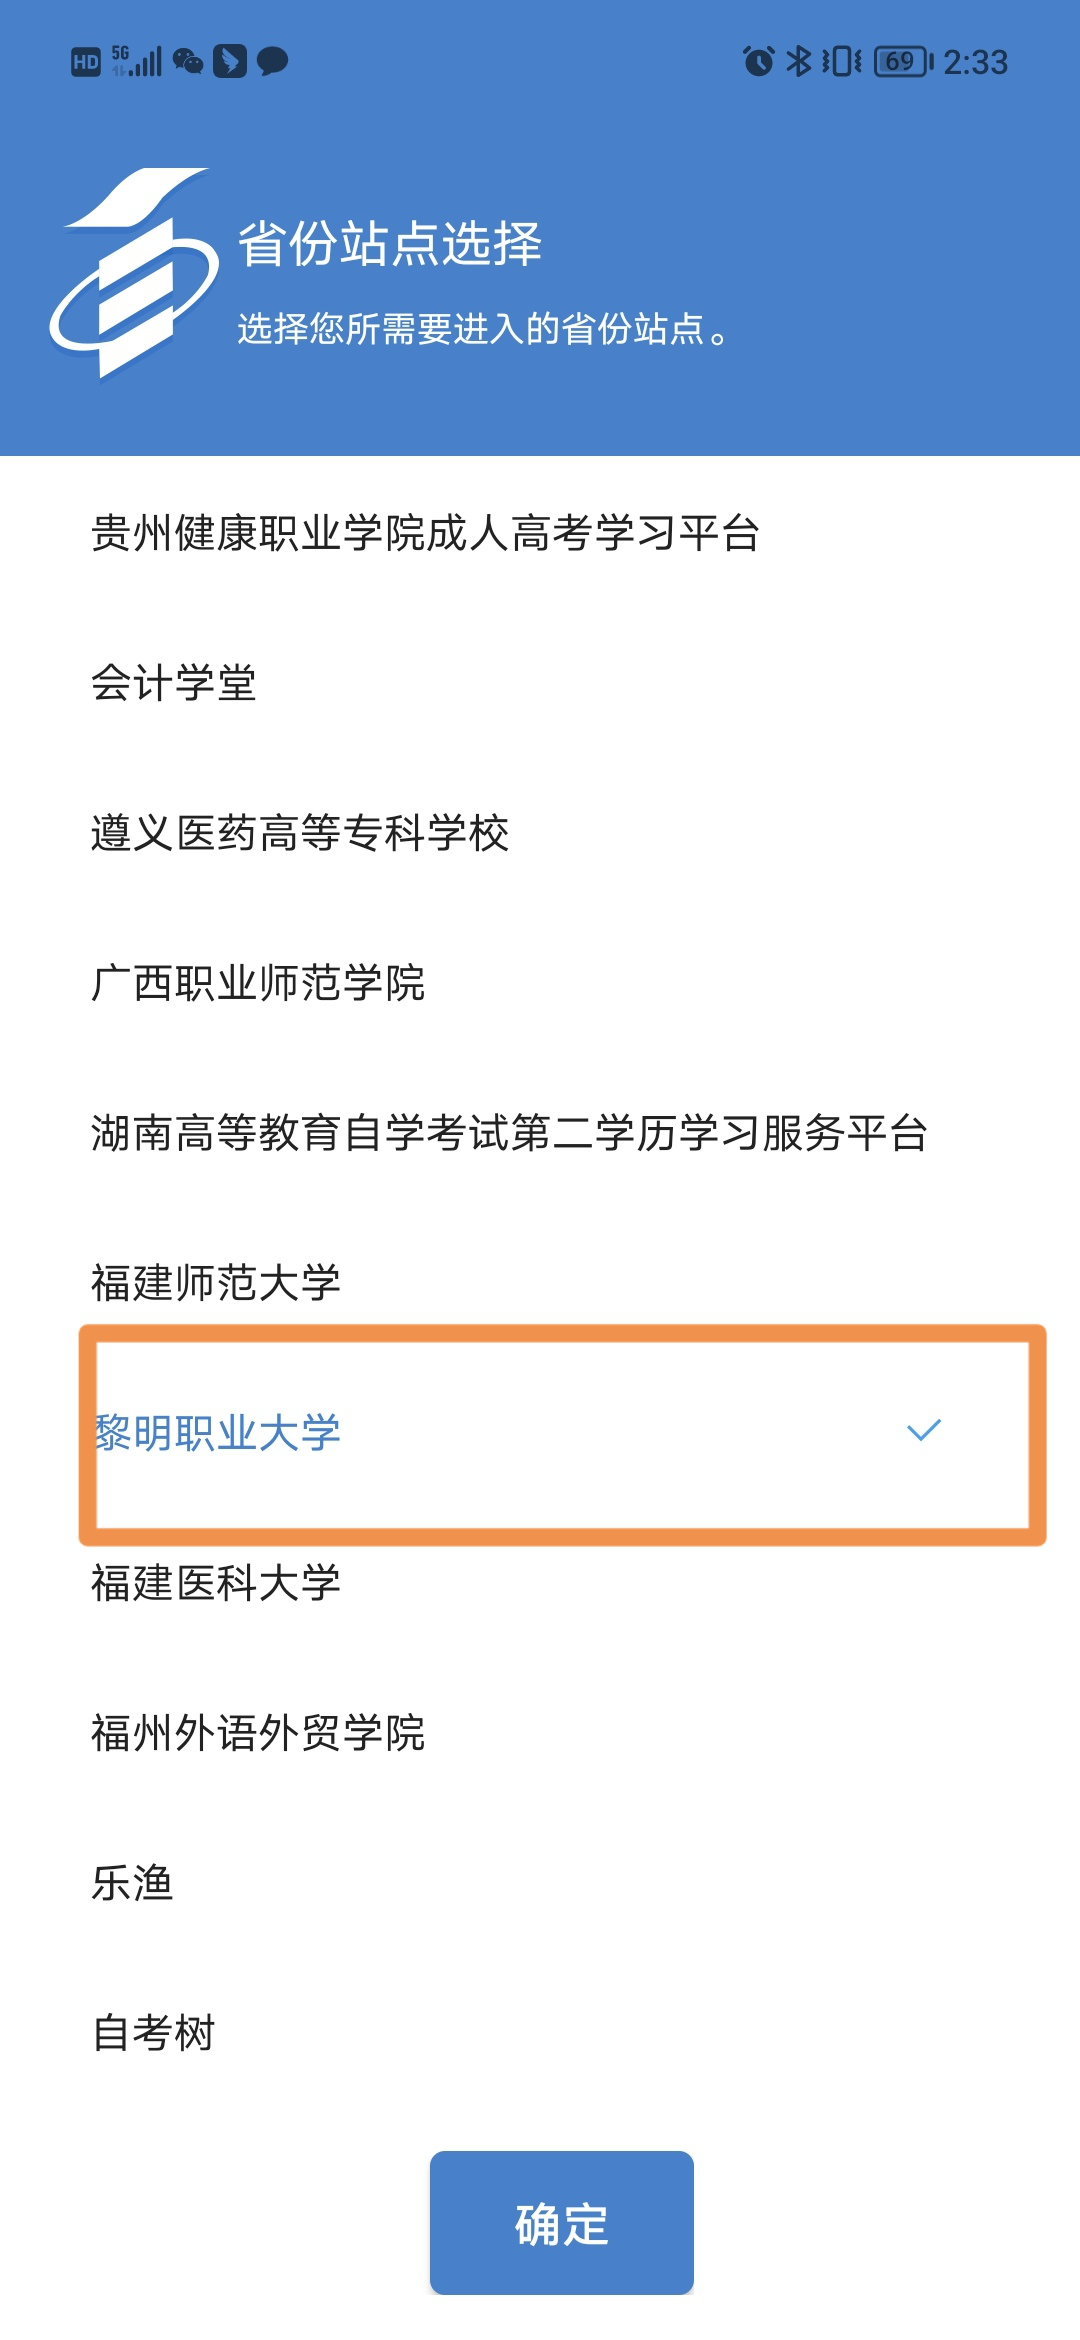 HD 5G 69 2:33
省份站点选择
选择您所需要进入的省份站点。
贵州健康职业学院成人高考学习平台
会计学堂
遵义医药高等专科学校
广西职业师范学院
湖南高等教育自学考试第二学历学习服务平台
福建师范大学
黎明职业大学
福建医科大学
福州外语外贸学院
乐渔
自考树
确定